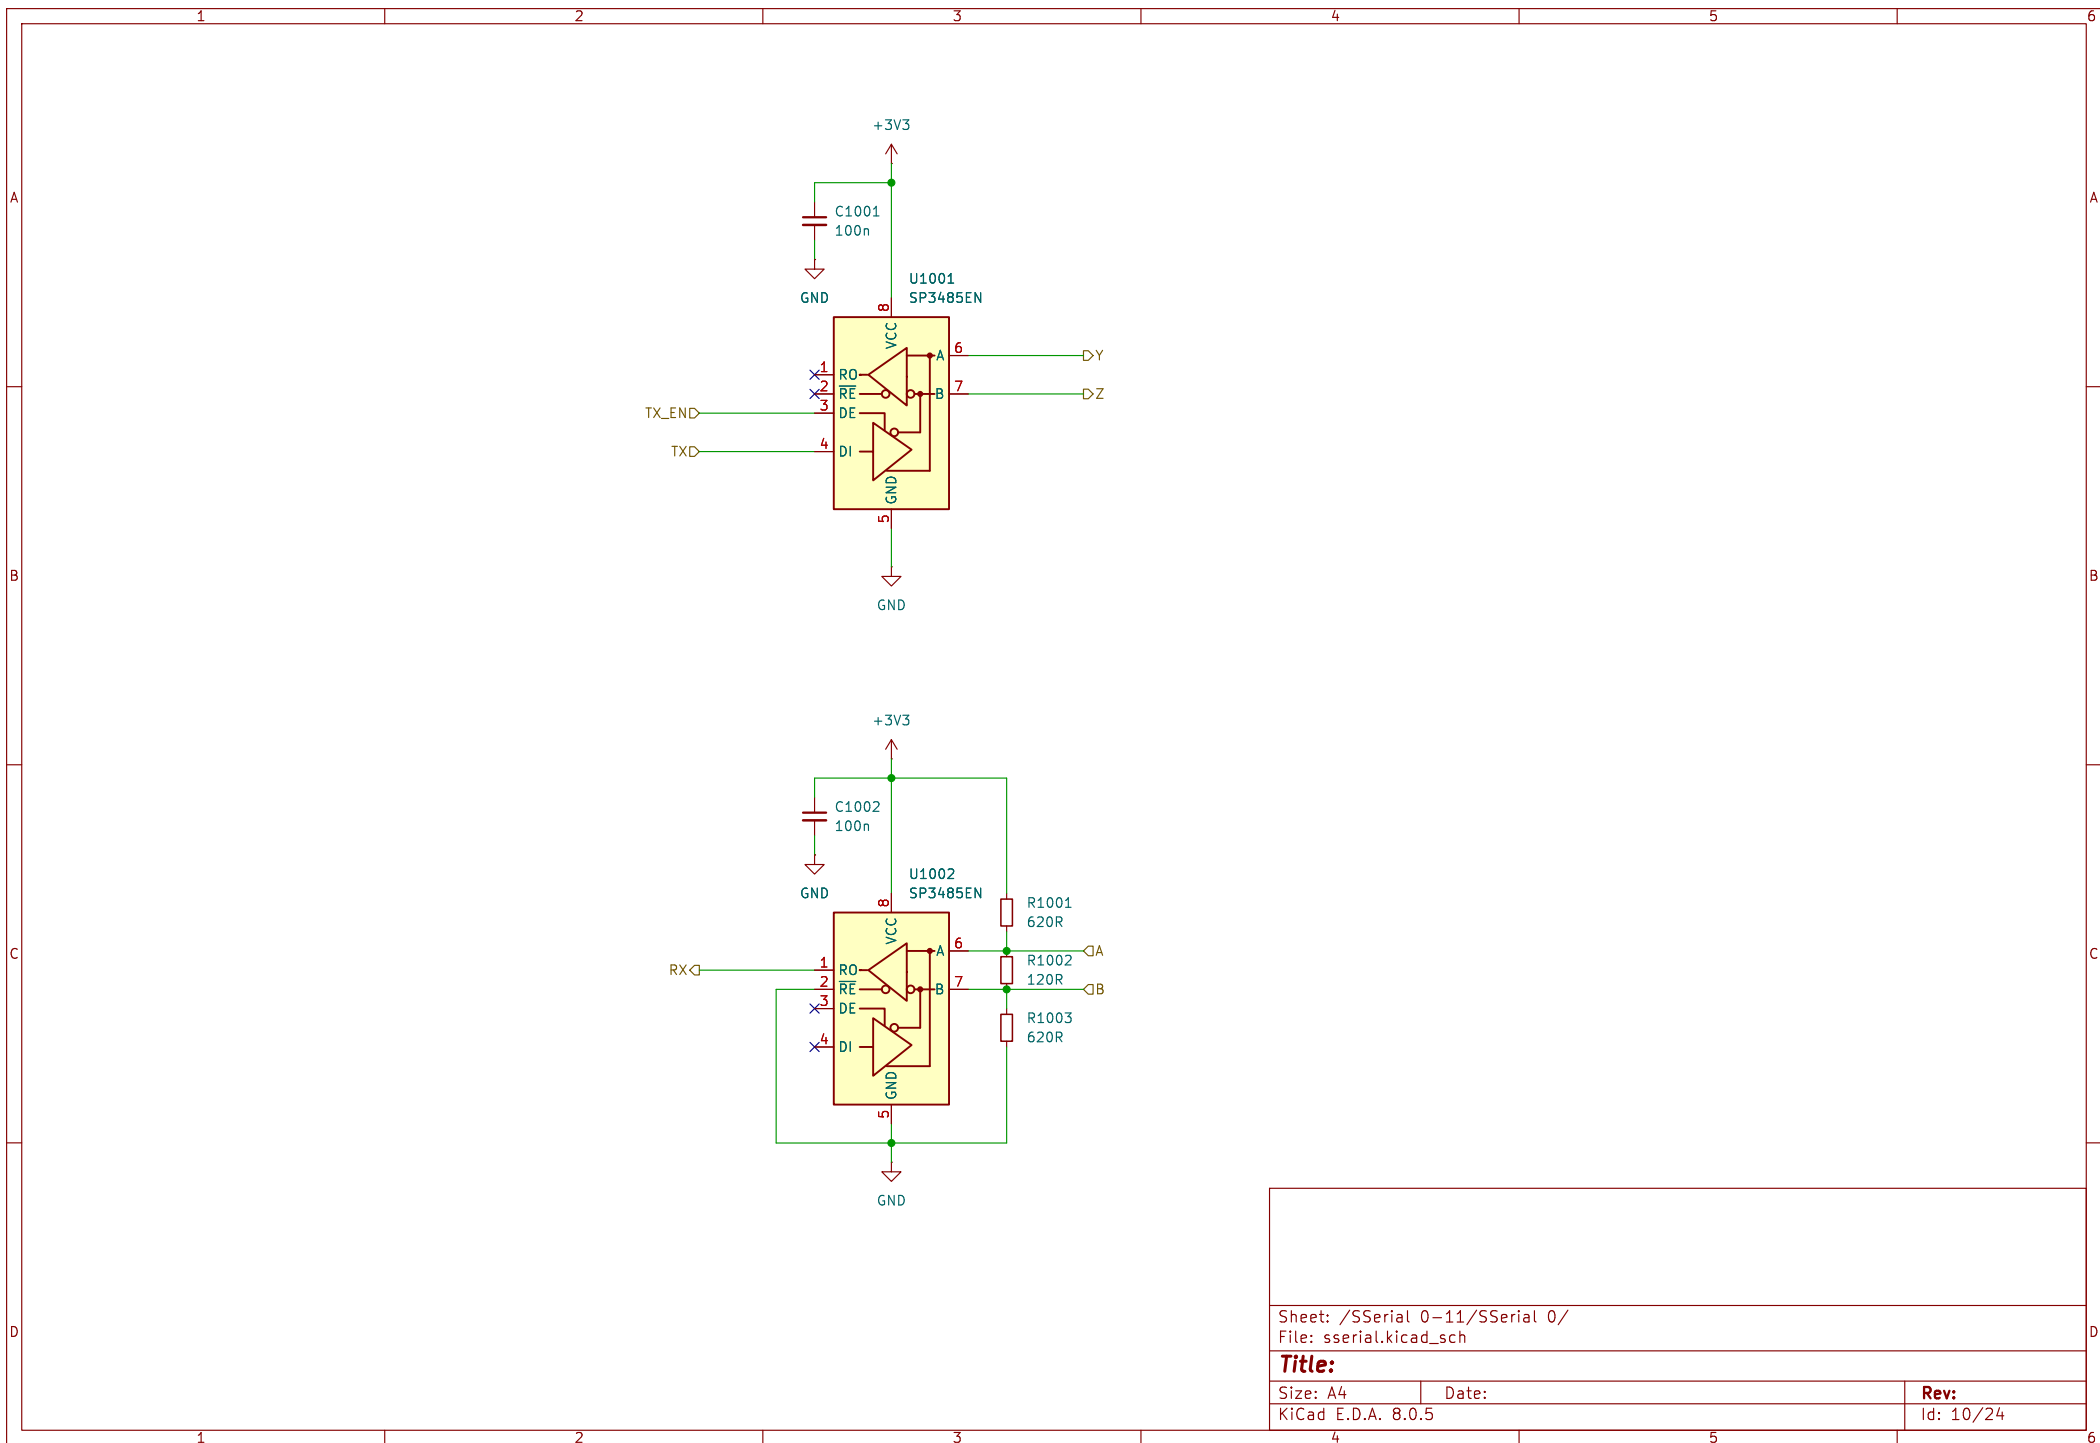 1 2 3 4 5 6
A A
+3V3
C1001
100n
GND
U1001
SP3485EN
8
VCC
A 6 Y
1 RO
2 RE B 7 Z
TX_EN 3 DE
TX 4 DI
GND
5
GND
B B
+3V3
C1002
100n
GND
U1002
SP3485EN
8
VCC
R1001
620R
A 6 A
R1002
120R
RX 1 RO
2 RE B 7 B
3 DE
R1003
620R
4 DI
GND
5
GND
C C
Sheet: /SSerial 0-11/SSerial 0/
File: sserial.kicad_sch
D D
Title:
Size: A4 Date: Rev:
KiCad E.D.A. 8.0.5 Id: 10/24
1 2 3 4 5 6